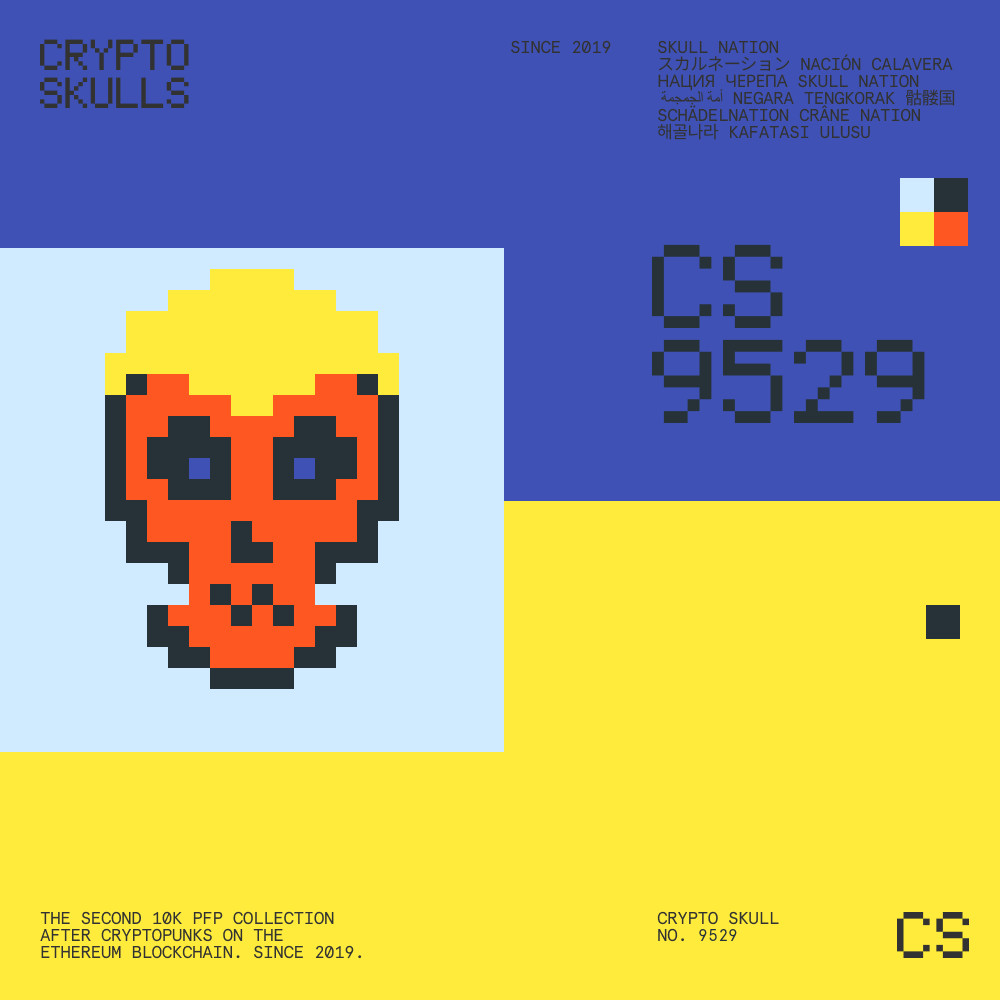 CRYPTO
SKULLS
SINCE 2019
SKULL NATION
スカルネーション NACIÓN CALAVERA
НАЦИЯ ЧЕРЕПА SKULL NATION
أمة الجمجمة NEGARA TENGKORAK 骷髅国
SCHÄDELNATION CRÂNE NATION
해골나라 KAFATASI ULUSU
CS
9529
THE SECOND 10K PFP COLLECTION
AFTER CRYPTOPUNKS ON THE
ETHEREUM BLOCKCHAIN. SINCE 2019.
CRYPTO SKULL
NO. 9529
CS